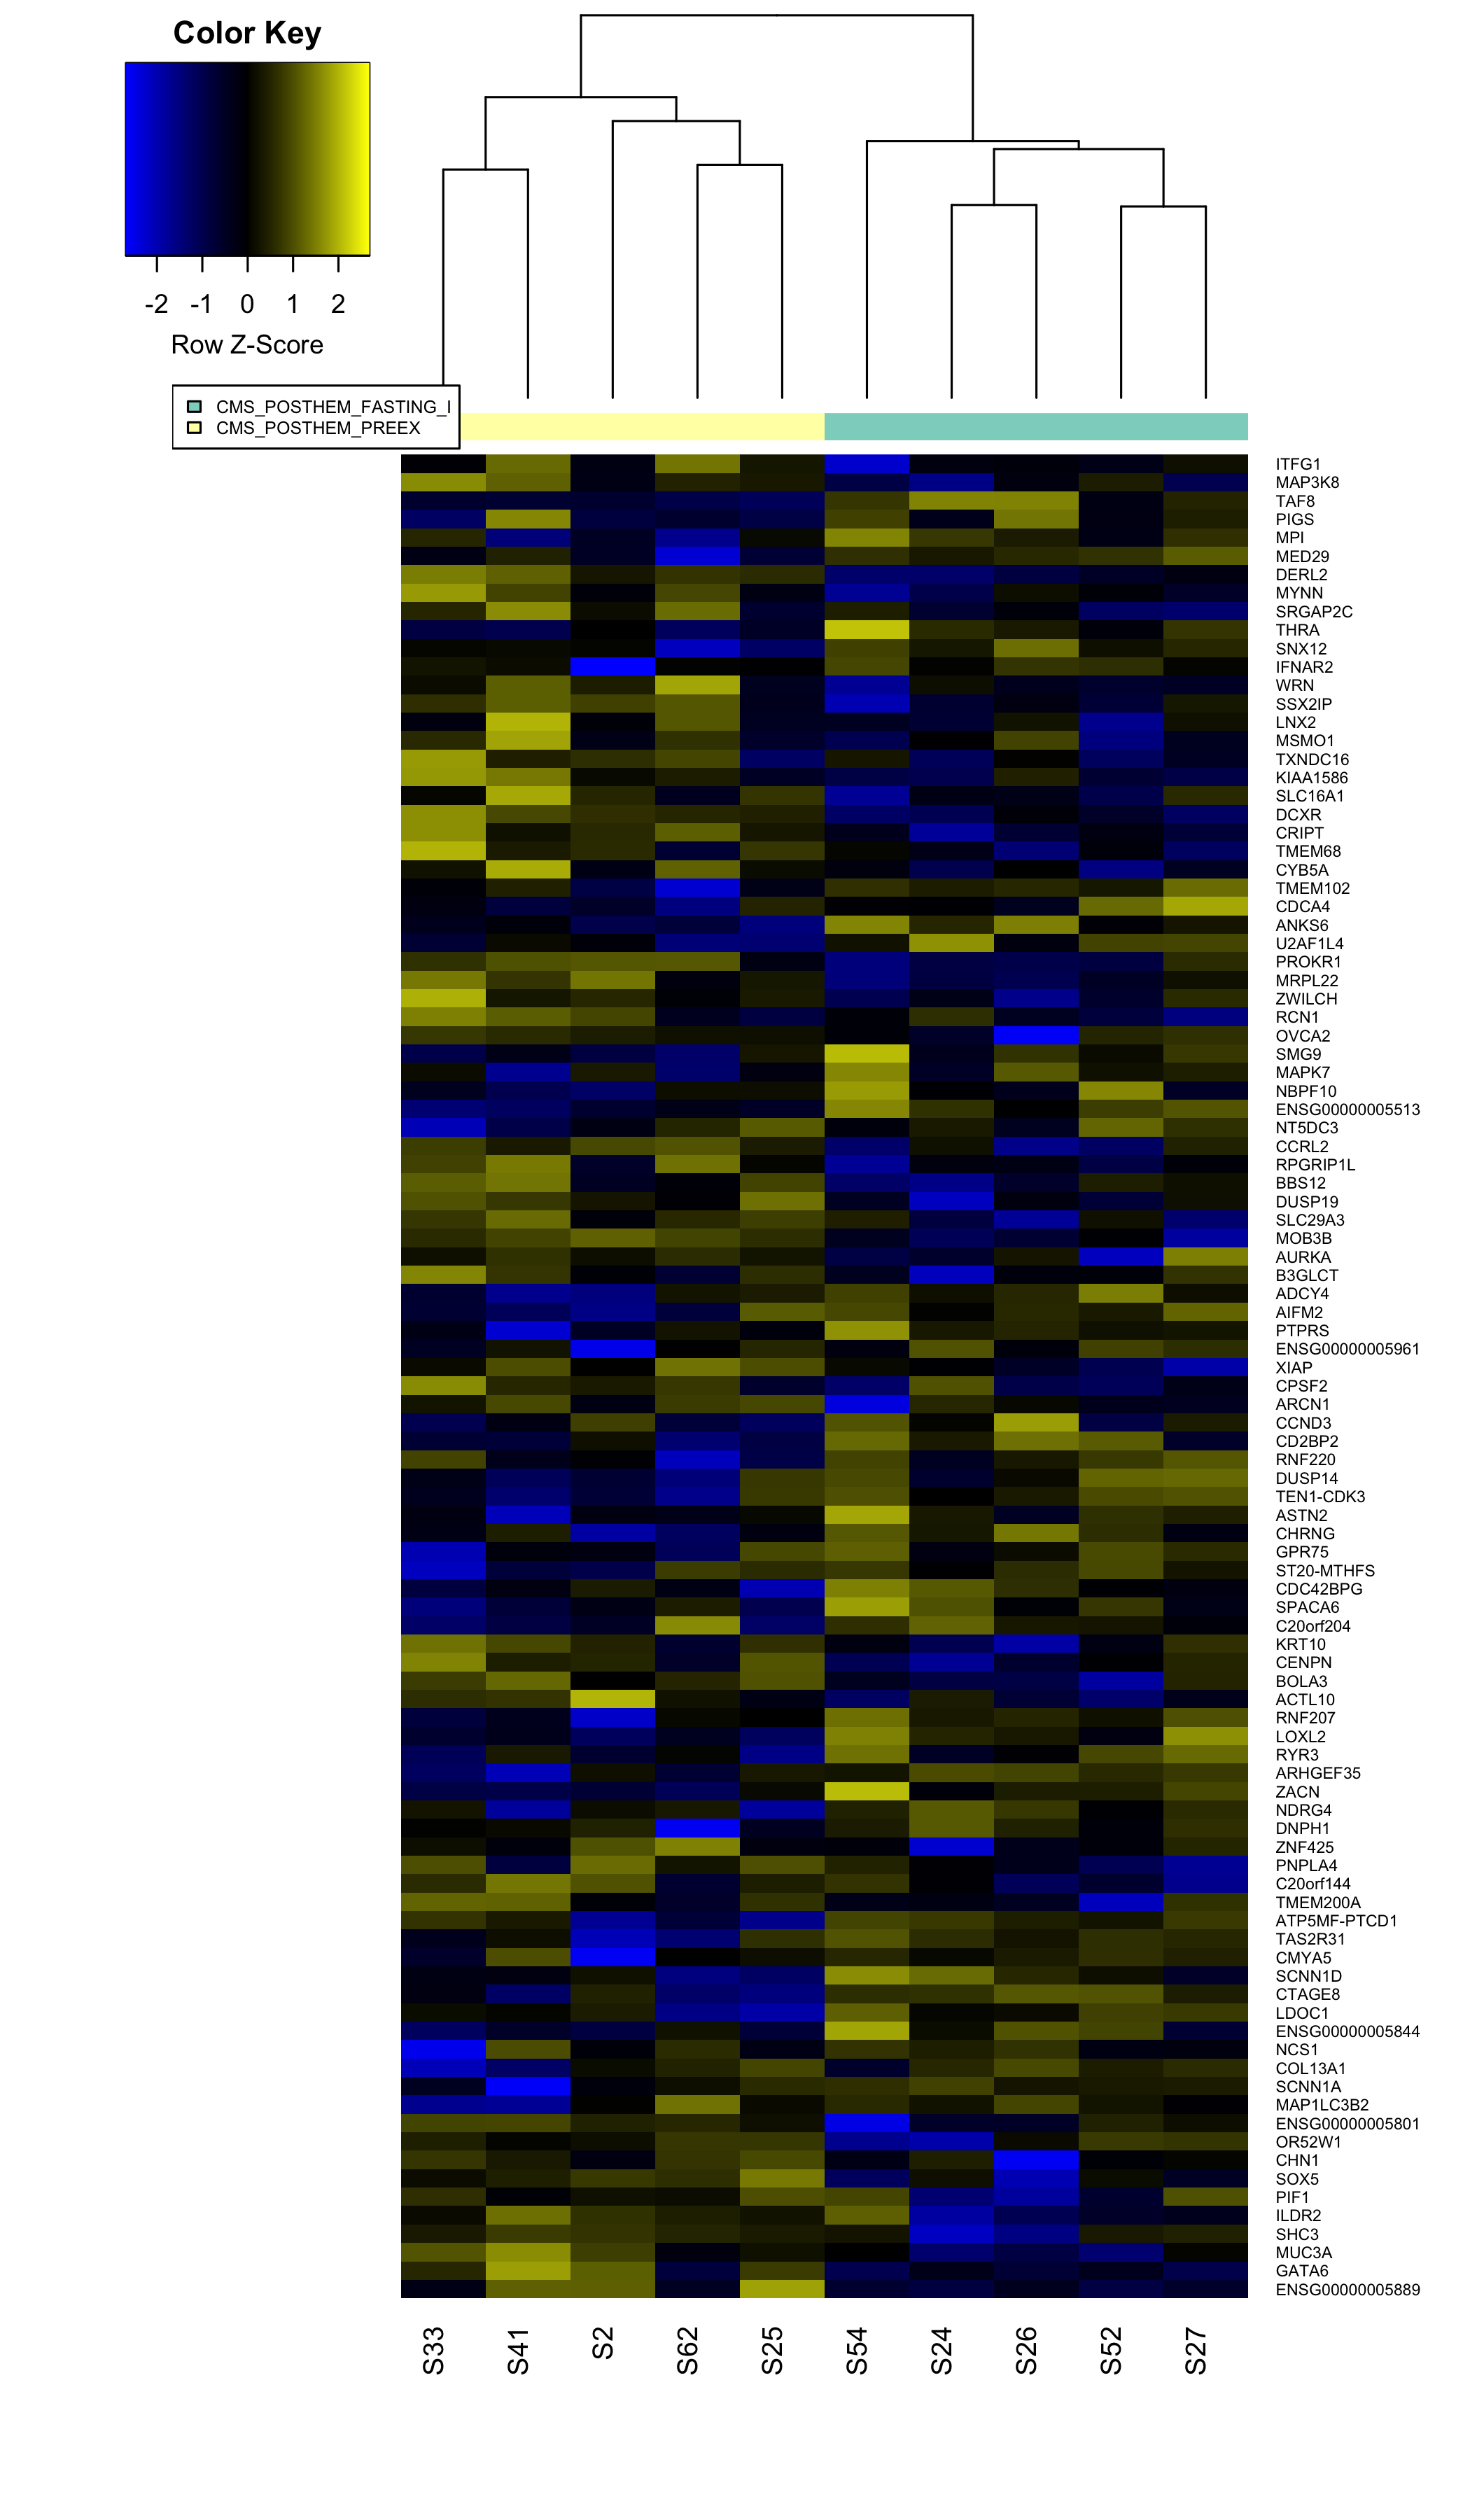 Color Key
-2 -1 0 1 2
Row Z-Score
CMS_POSTHEM_FASTING_I
CMS_POSTHEM_PREEX
ITFG1
MAP3K8
TAF8
PIGS
MPI
MED29
DERL2
MYNN
SRGAP2C
THRA
SNX12
IFNAR2
WRN
SSX2IP
LNX2
MSMO1
TXNDC16
KIAA1586
SLC16A1
DCXR
CRIPT
TMEM68
CYB5A
TMEM102
CDCA4
ANKS6
U2AF1L4
PROKR1
MRPL22
ZWILCH
RCN1
OVCA2
SMG9
MAPK7
NBPF10
ENSG00000005513
NT5DC3
CCRL2
RPGRIP1L
BBS12
DUSP19
SLC29A3
MOB3B
AURKA
B3GLCT
ADCY4
AIFM2
PTPRS
ENSG00000005961
XIAP
CPSF2
ARCN1
CCND3
CD2BP2
RNF220
DUSP14
TEN1-CDK3
ASTN2
CHRNG
GPR75
ST20-MTHFS
CDC42BPG
SPACA6
C20orf204
KRT10
CENPN
BOLA3
ACTL10
RNF207
LOXL2
RYR3
ARHGEF35
ZACN
NDRG4
DNPH1
ZNF425
PNPLA4
C20orf144
TMEM200A
ATP5MF-PTCD1
TAS2R31
CMYA5
SCNN1D
CTAGE8
LDOC1
ENSG00000005844
NCS1
COL13A1
SCNN1A
MAP1LC3B2
ENSG00000005801
OR52W1
CHN1
SOX5
PIF1
ILDR2
SHC3
MUC3A
GATA6
ENSG00000005889
S33 S41 S2 S62 S25 S54 S24 S26 S52 S27